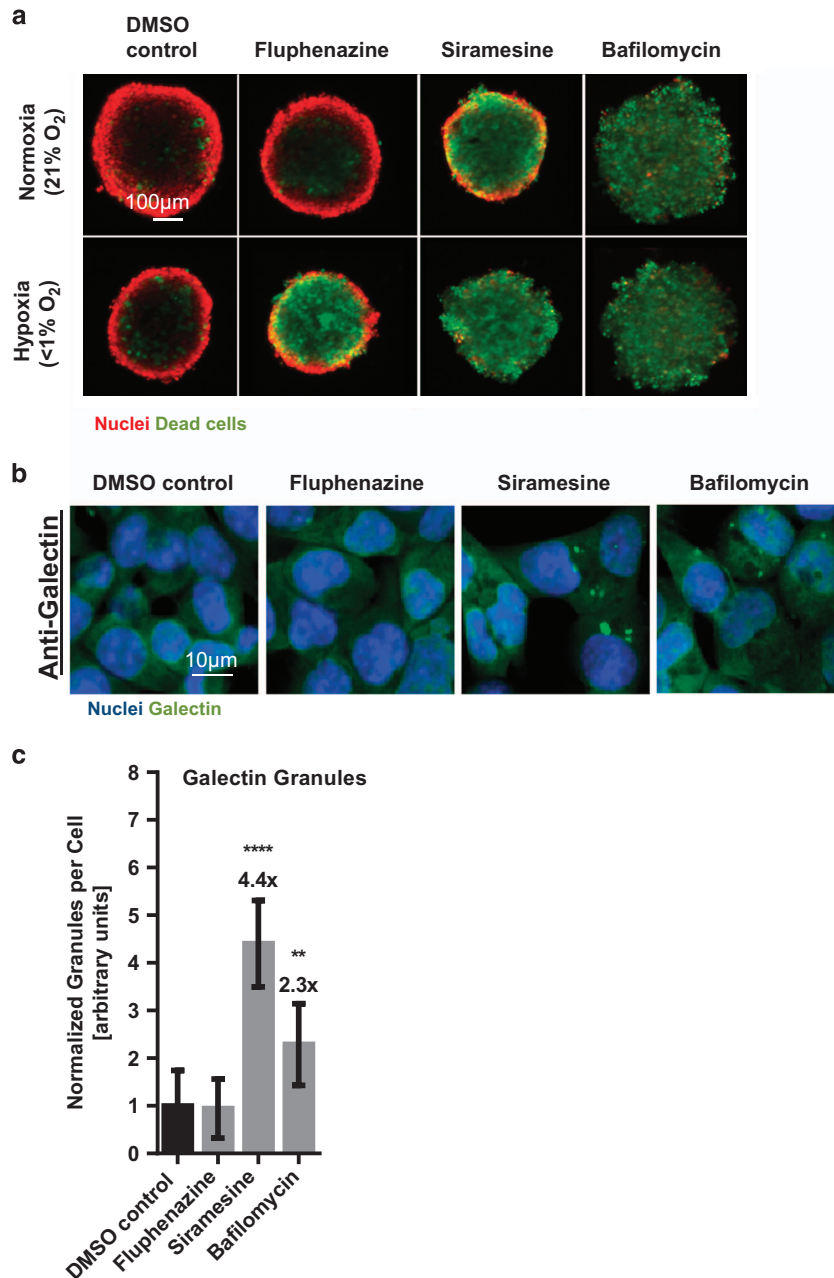 a
DMSO
control
Fluphenazine
Siramesine
Bafilomycin
Normoxia
(21% O₂)
100µm
Hypoxia
(<1% O₂)
Nuclei Dead cells
b
DMSO control
Fluphenazine
Siramesine
Bafilomycin
Anti-Galectin
10µm
Nuclei Galectin
c
Galectin Granules
Normalized Granules per Cell
[arbitrary units]
8
7
6
5
4
3
2
1
0
****
4.4x
**
2.3x
DMSO control
Fluphenazine
Siramesine
Bafilomycin